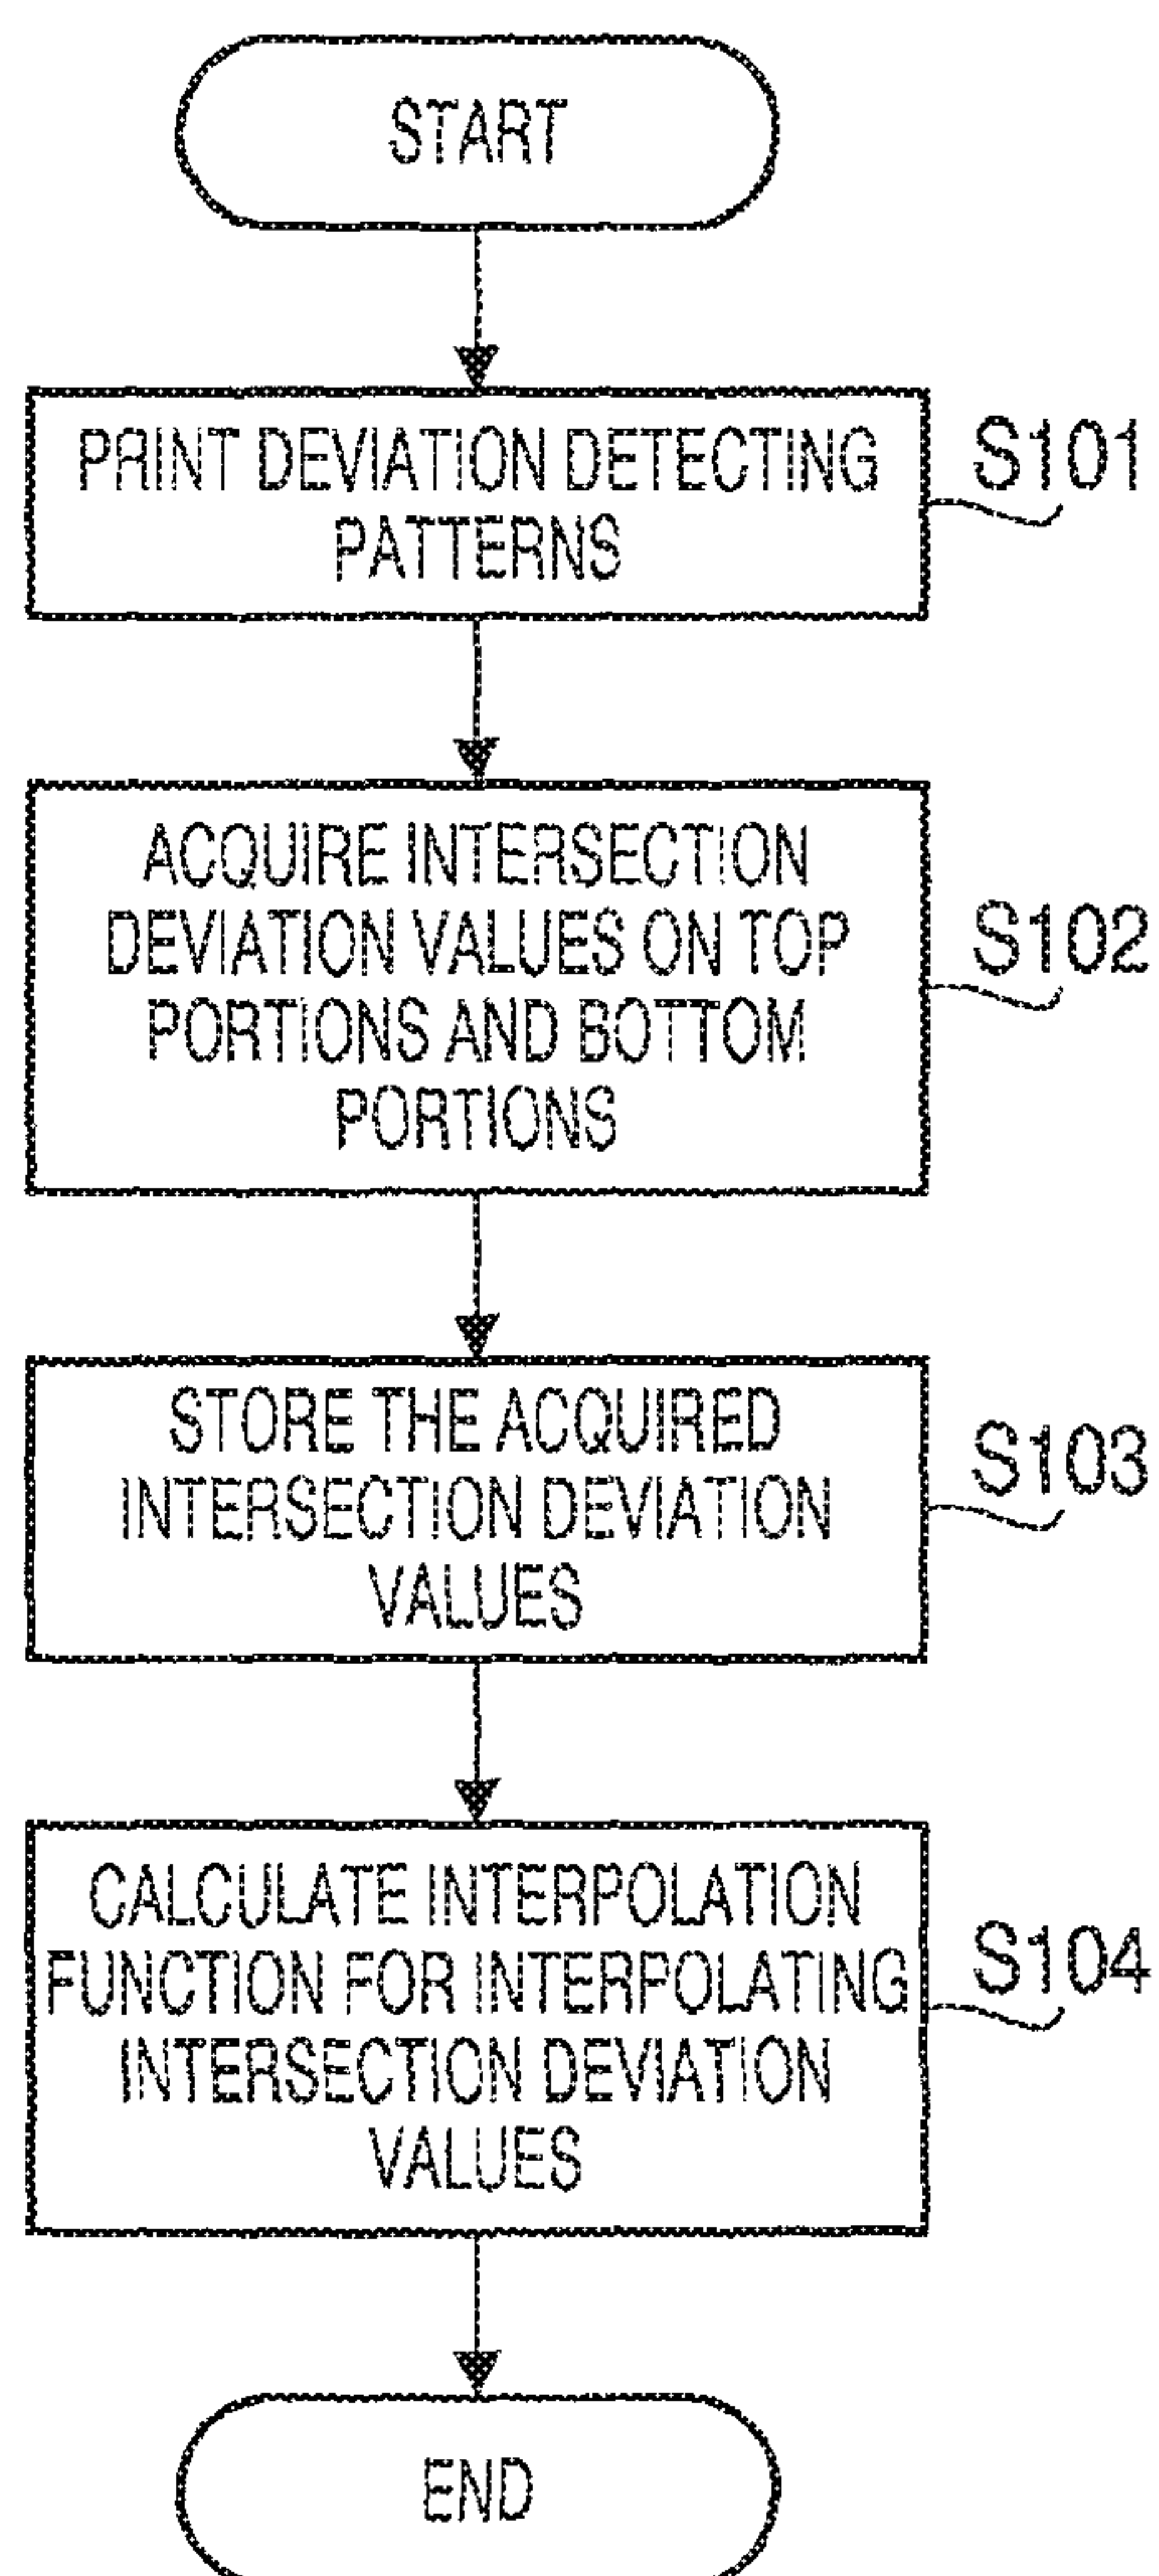 START
PRINT DEVIATION DETECTING
PATTERNS
S101
ACQUIRE INTERSECTION
DEVIATION VALUES ON TOP
PORTIONS AND BOTTOM
PORTIONS
S102
STORE THE ACQUIRED
INTERSECTION DEVIATION
VALUES
S103
CALCULATE INTERPOLATION
FUNCTION FOR INTERPOLATING
INTERSECTION DEVIATION
VALUES
S104
END